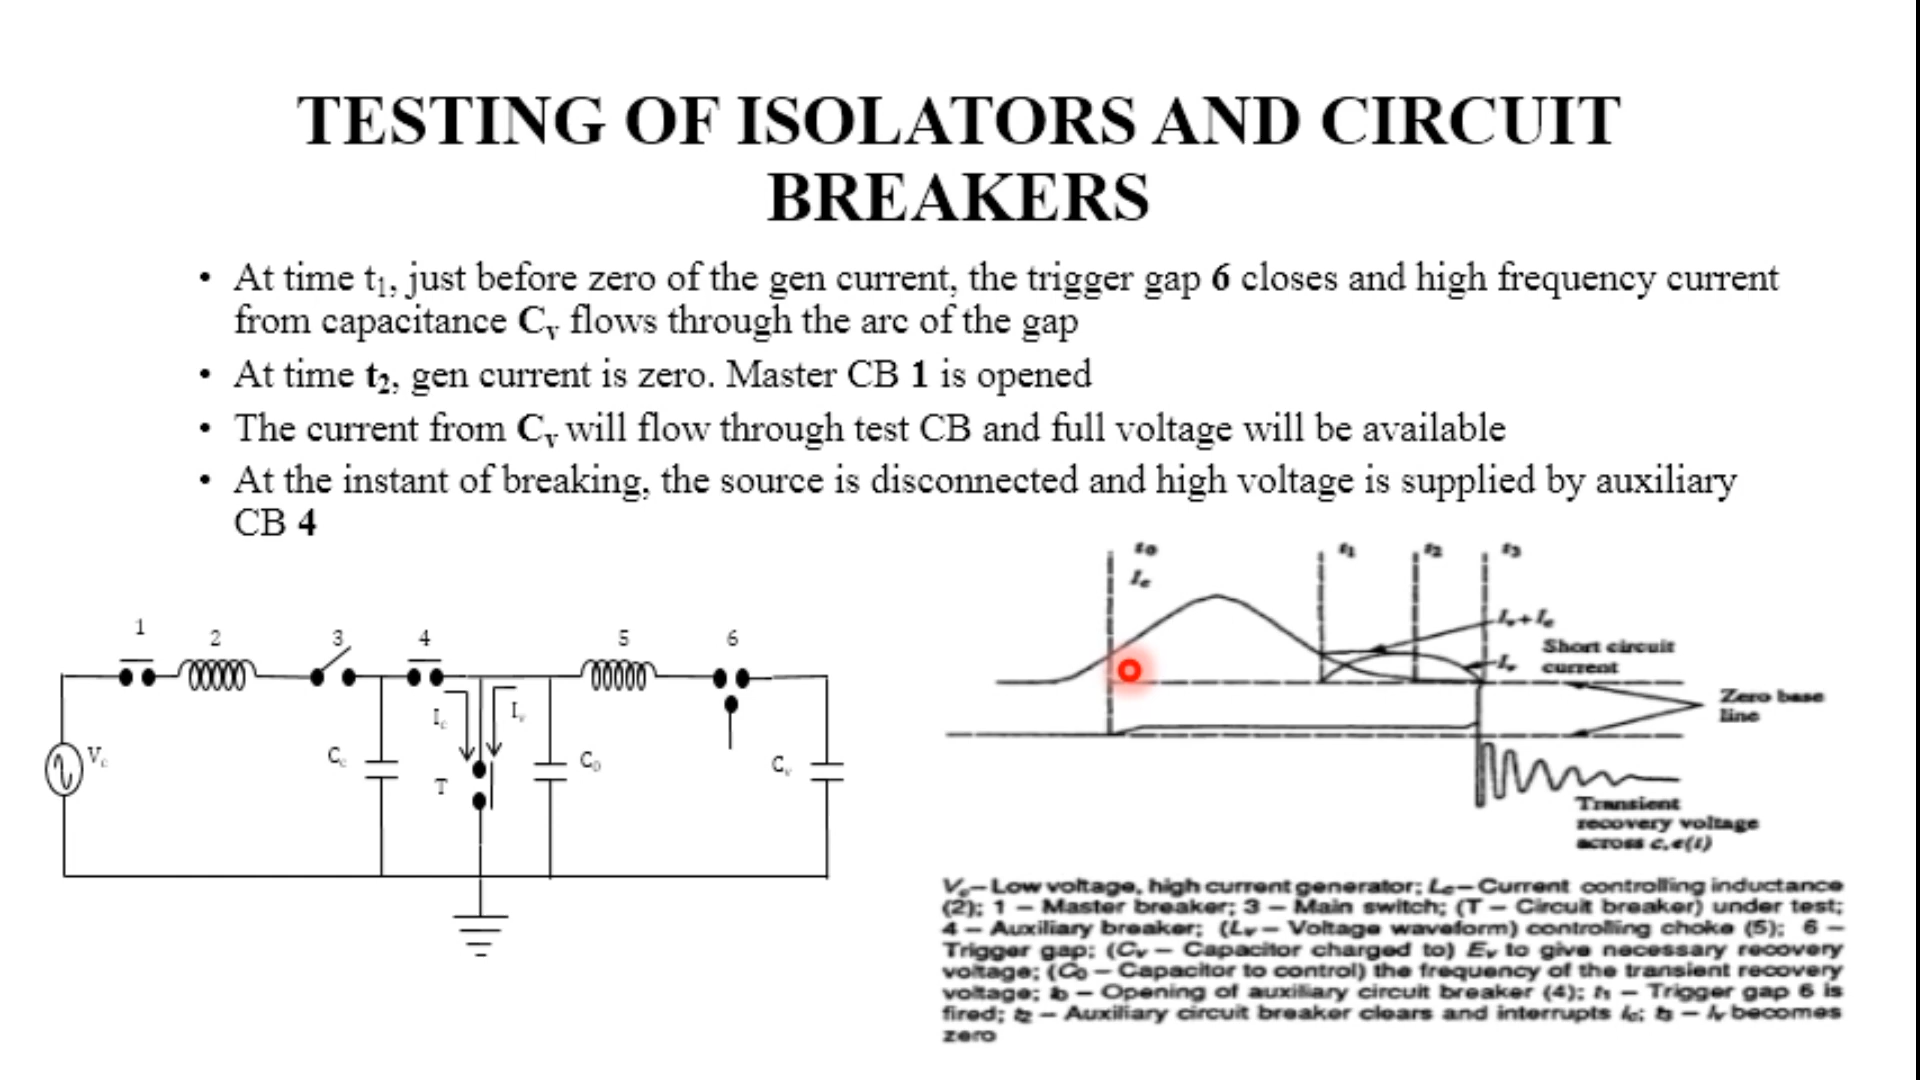 TESTING OF ISOLATORS AND CIRCUIT
BREAKERS
• At time t₁, just before zero of the gen current, the trigger gap 6 closes and high frequency current
from capacitance Cᵥ flows through the arc of the gap
• At time t₂, gen current is zero. Master CB 1 is opened
• The current from Cᵥ will flow through test CB and full voltage will be available
• At the instant of breaking, the source is disconnected and high voltage is supplied by auxiliary
CB 4
1
2
3
4
5
6
V꜀
C꜀
I꜀
Iᵥ
T
C₀
Cᵥ
t₀
t₁
t₂
t₃
I꜀
Iᵥ+I꜀
Iᵥ
Short circuit
current
Zero base
line
Transient
recovery voltage
across c, e(t)
V꜀– Low voltage, high current generator; L꜀– Current controlling inductance
(2); 1 – Master breaker; 3 – Main switch; (T – Circuit breaker) under test;
4 – Auxiliary breaker; (Lᵥ – Voltage waveform) controlling choke (5); 6 –
Trigger gap; (Cᵥ – Capacitor charged to) Eᵥ to give necessary recovery
voltage; (C₀ – Capacitor to control) the frequency of the transient recovery
voltage; t₀ – Opening of auxiliary circuit breaker (4); t₁ – Trigger gap 6 is
fired; t₂ – Auxiliary circuit breaker clears and interrupts I꜀; t₃ – Iᵥ becomes
zero